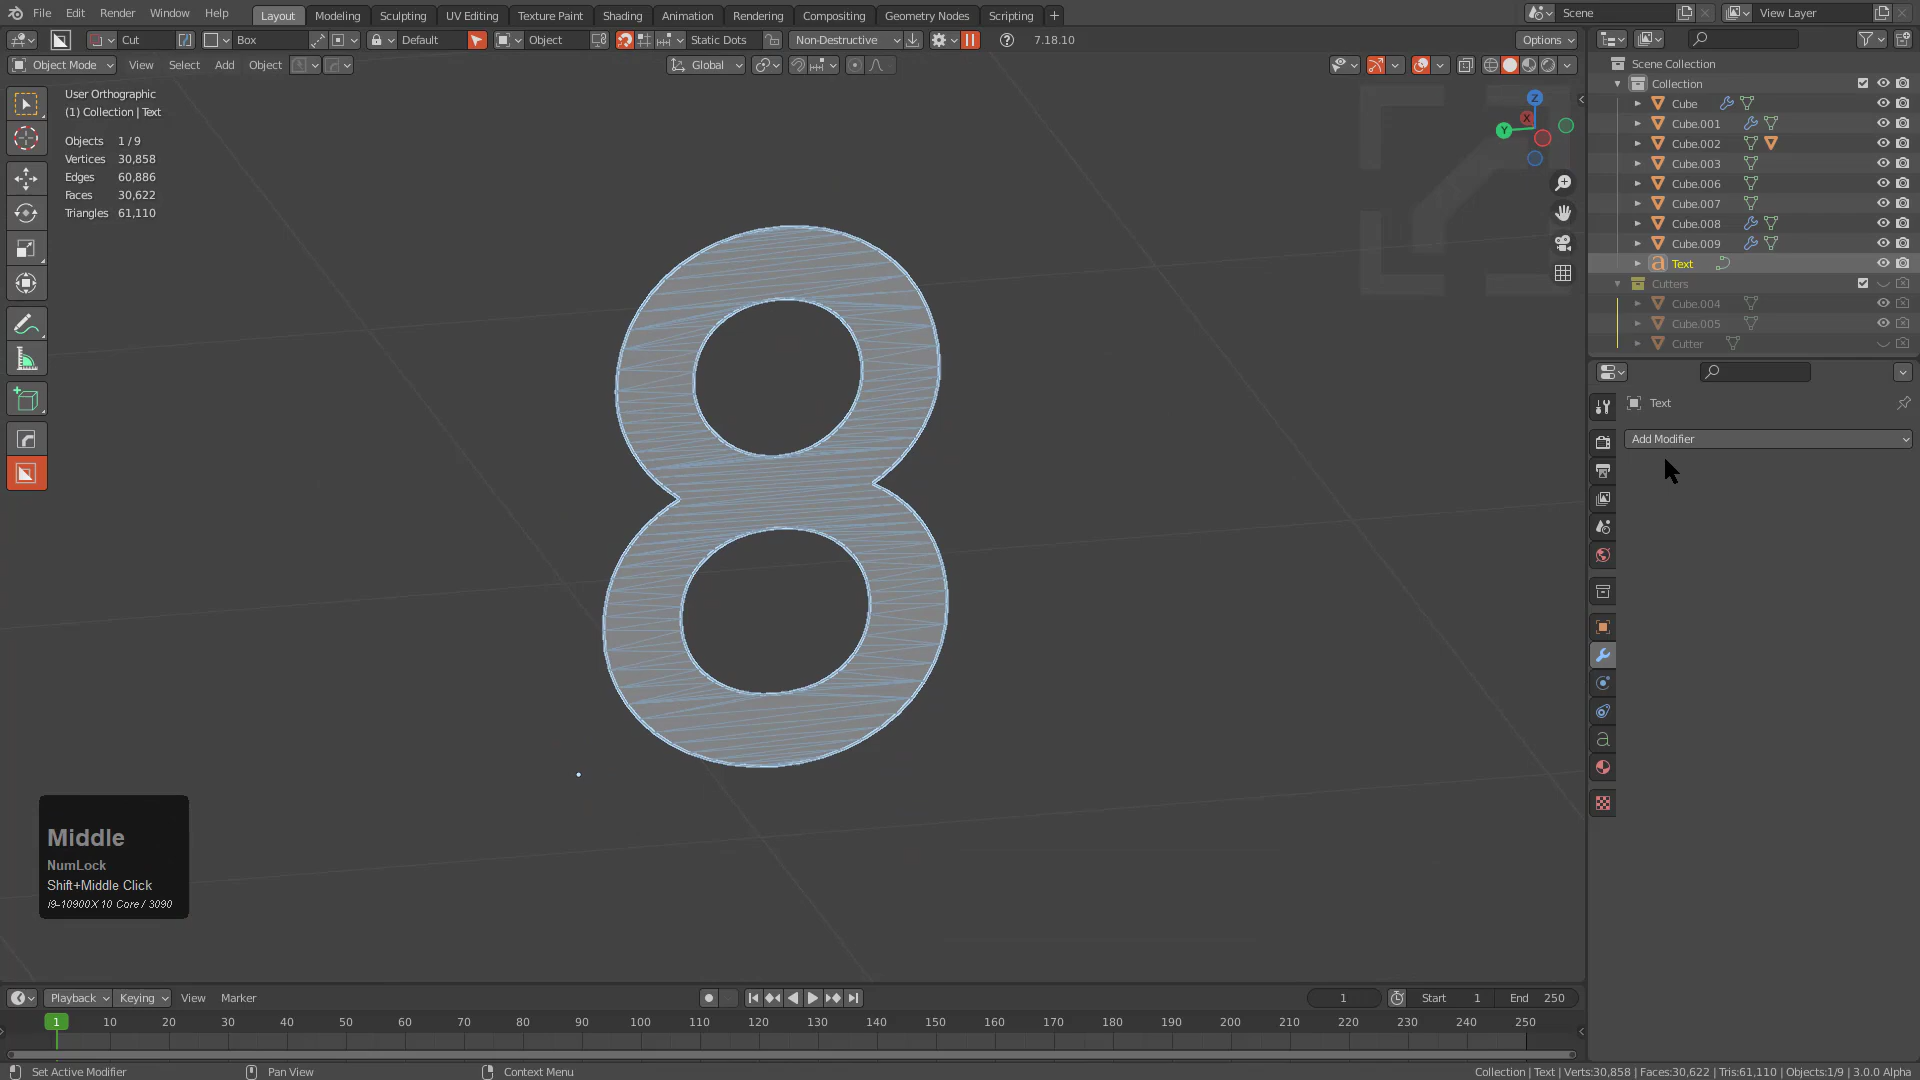 File Edit Render Window Help Layout Modeling Sculpting UV Editing Texture Paint Shading Animation Rendering Compositing Geometry Nodes Scripting + Scene View Layer
Cut Box Default Object Static Dots Non-Destructive 7.18.10 Options
Object Mode View Select Add Object Global
User Orthographic
(1) Collection | Text
Objects 1 / 9
Vertices 30,858
Edges 60,886
Faces 30,622
Triangles 61,110
Z
X
Y
8
Scene Collection
Collection
Cube
Cube.001
Cube.002
Cube.003
Cube.006
Cube.007
Cube.008
Cube.009
a Text
Cutters
Cube.004
Cube.005
Cutter
Text
Add Modifier
a
Middle
NumLock
Shift+Middle Click
i9-10900X 10 Core / 3090
Playback Keying View Marker 1 Start 1 End 250
1 10 20 30 40 50 60 70 80 90 100 110 120 130 140 150 160 170 180 190 200 210 220 230 240 250
Set Active Modifier Pan View Context Menu Collection | Text | Verts:30,858 | Faces:30,622 | Tris:61,110 | Objects:1/9 | 3.0.0 Alpha